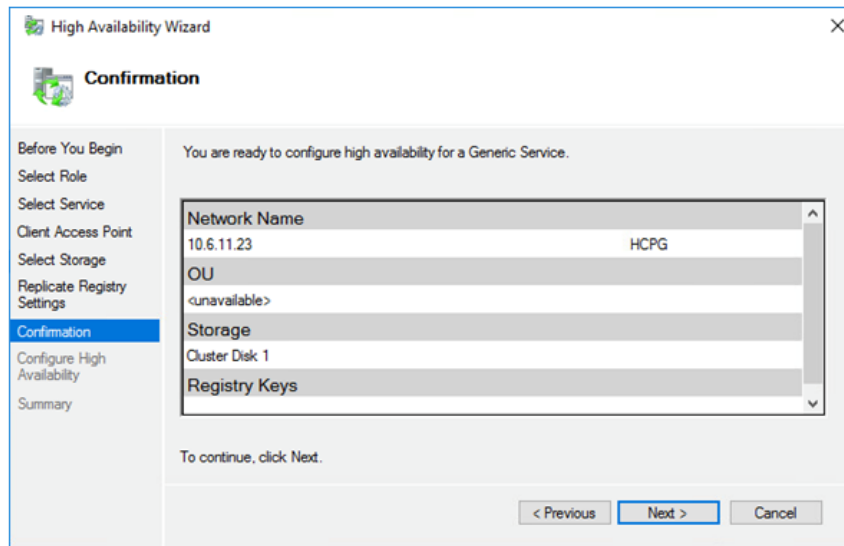 High Availability Wizard
Confirmation
Before You Begin
Select Role
Select Service
Client Access Point
Select Storage
Replicate Registry
Settings
Confirmation
Configure High
Availability
Summary
You are ready to configure high availability for a Generic Service.
Network Name
10.6.11.23 HCPG
OU
<unavailable>
Storage
Cluster Disk 1
Registry Keys
To continue, click Next.
< Previous Next > Cancel